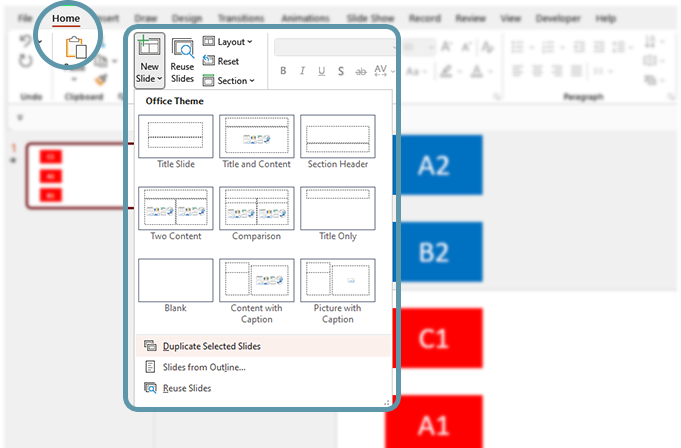 File Home Insert Draw Design Transitions Animations Slide Show Record Review View Developer Help
New Slide
Reuse Slides
Layout
Reset
Section
B I U S ab AV
Aa
Undo Clipboard Paragraph
Office Theme
Title Slide Title and Content Section Header
Two Content Comparison Title Only
Blank Content with Caption Picture with Caption
Duplicate Selected Slides
Slides from Outline...
Reuse Slides
1
A2
B2
C1
A1